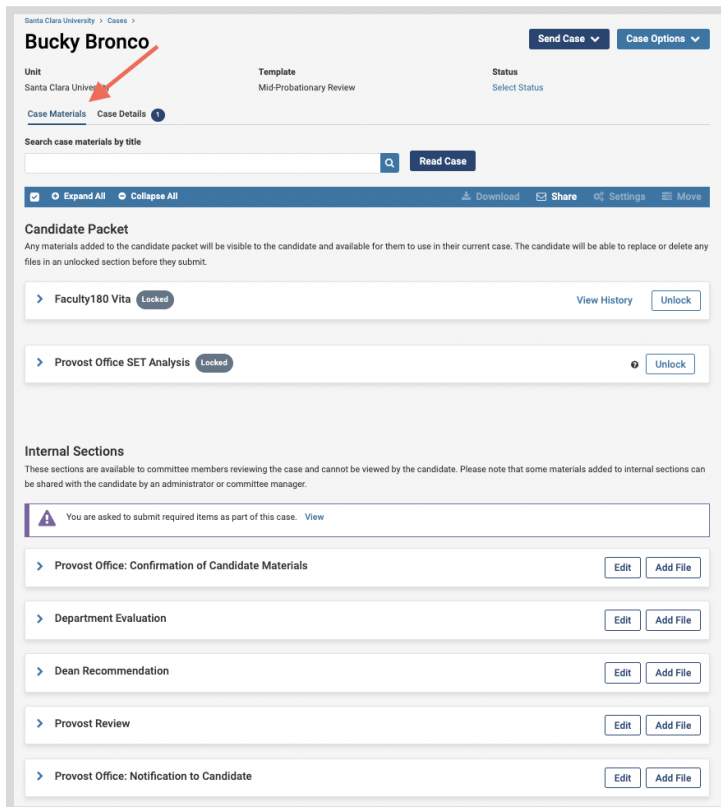 Santa Clara University > Cases >
Bucky Bronco
Send Case
Case Options
Unit
Template
Status
Santa Clara University
Mid-Probationary Review
Select Status
Case Materials
Case Details 1
Search case materials by title
Read Case
Expand All
Collapse All
Download
Share
Settings
Move
Candidate Packet
Any materials added to the candidate packet will be visible to the candidate and available for them to use in their current case. The candidate will be able to replace or delete any
files in an unlocked section before they submit.
Faculty180 Vita Locked
View History
Unlock
Provost Office SET Analysis Locked
Unlock
Internal Sections
These sections are available to committee members reviewing the case and cannot be viewed by the candidate. Please note that some materials added to internal sections can
be shared with the candidate by an administrator or committee manager.
You are asked to submit required items as part of this case. View
Provost Office: Confirmation of Candidate Materials
Edit
Add File
Department Evaluation
Edit
Add File
Dean Recommendation
Edit
Add File
Provost Review
Edit
Add File
Provost Office: Notification to Candidate
Edit
Add File